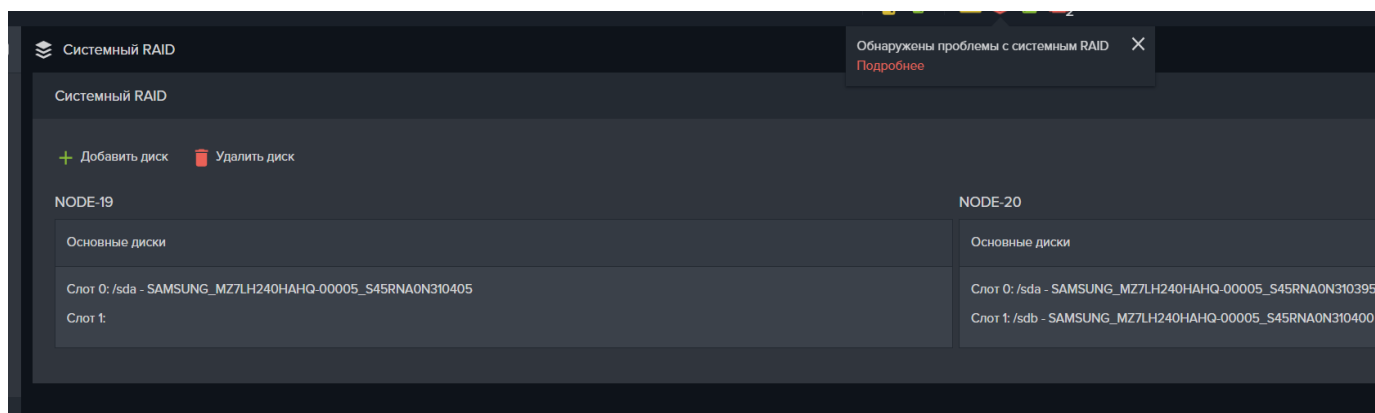 2
Системный RAID
Обнаружены проблемы с системным RAID
Подробнее
Системный RAID
Добавить диск
Удалить диск
NODE-19
NODE-20
Основные диски
Основные диски
Слот 0: /sda - SAMSUNG_MZ7LH240HAHQ-00005_S45RNA0N310405
Слот 0: /sda - SAMSUNG_MZ7LH240HAHQ-00005_S45RNA0N310395
Слот 1:
Слот 1: /sdb - SAMSUNG_MZ7LH240HAHQ-00005_S45RNA0N310400